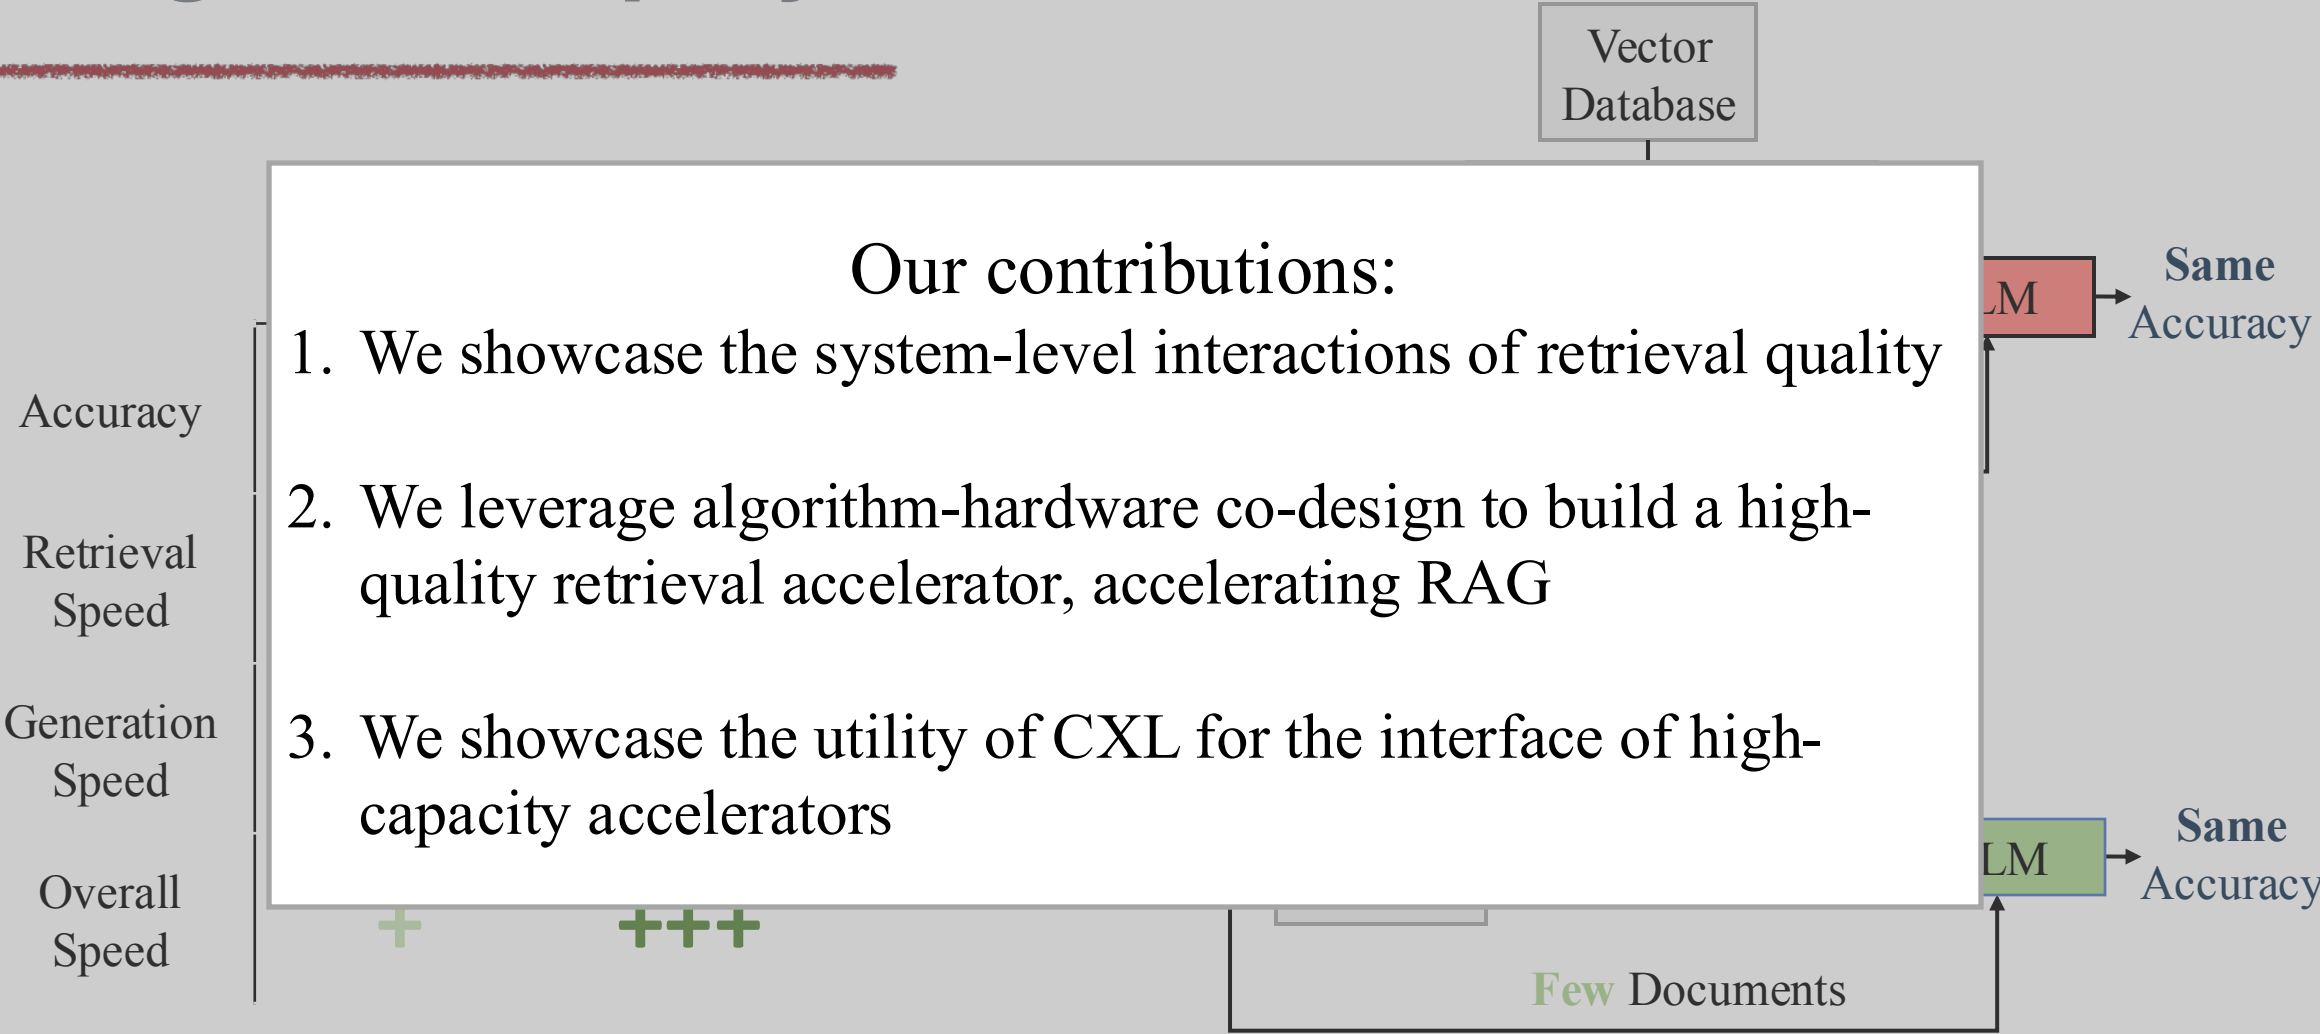 Vector
Database
Our contributions:
1. We showcase the system-level interactions of retrieval quality
2. We leverage algorithm-hardware co-design to build a high-
quality retrieval accelerator, accelerating RAG
3. We showcase the utility of CXL for the interface of high-
capacity accelerators
Accuracy
Retrieval
Speed
Generation
Speed
Overall
Speed
+
+++
LM
Same
Accuracy
LM
Same
Accuracy
Few Documents